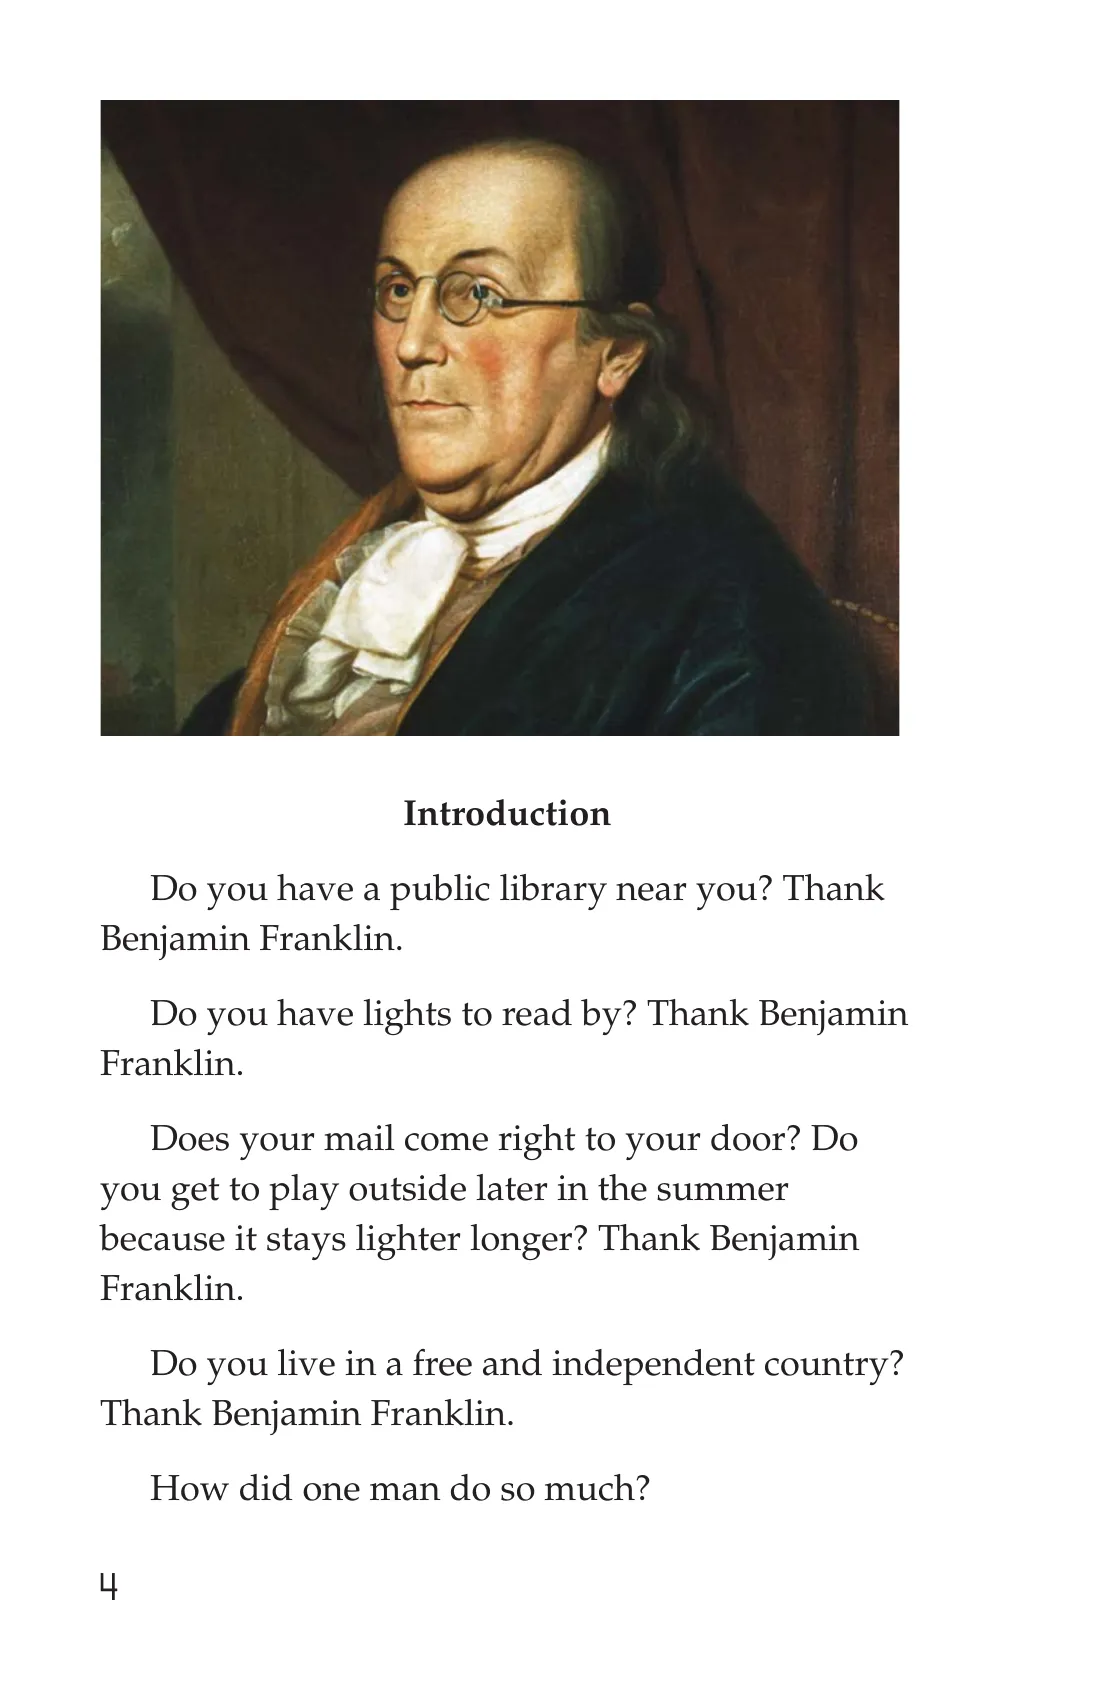 Introduction
Do you have a public library near you? Thank
Benjamin Franklin.
Do you have lights to read by? Thank Benjamin
Franklin.
Does your mail come right to your door? Do
you get to play outside later in the summer
because it stays lighter longer? Thank Benjamin
Franklin.
Do you live in a free and independent country?
Thank Benjamin Franklin.
How did one man do so much?
4